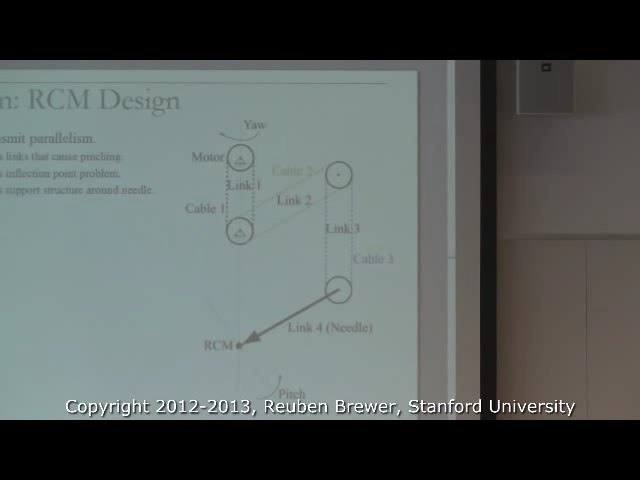 n: RCM Design
smit parallelism.
s links that cause pinching.
s inflection point problem.
s support structure around needle.
Yaw
Motor
Link 1
Cable 2
Link 2
Cable 1
Link 3
Cable 3
Link 4 (Needle)
RCM
Pitch
Copyright 2012-2013, Reuben Brewer, Stanford University